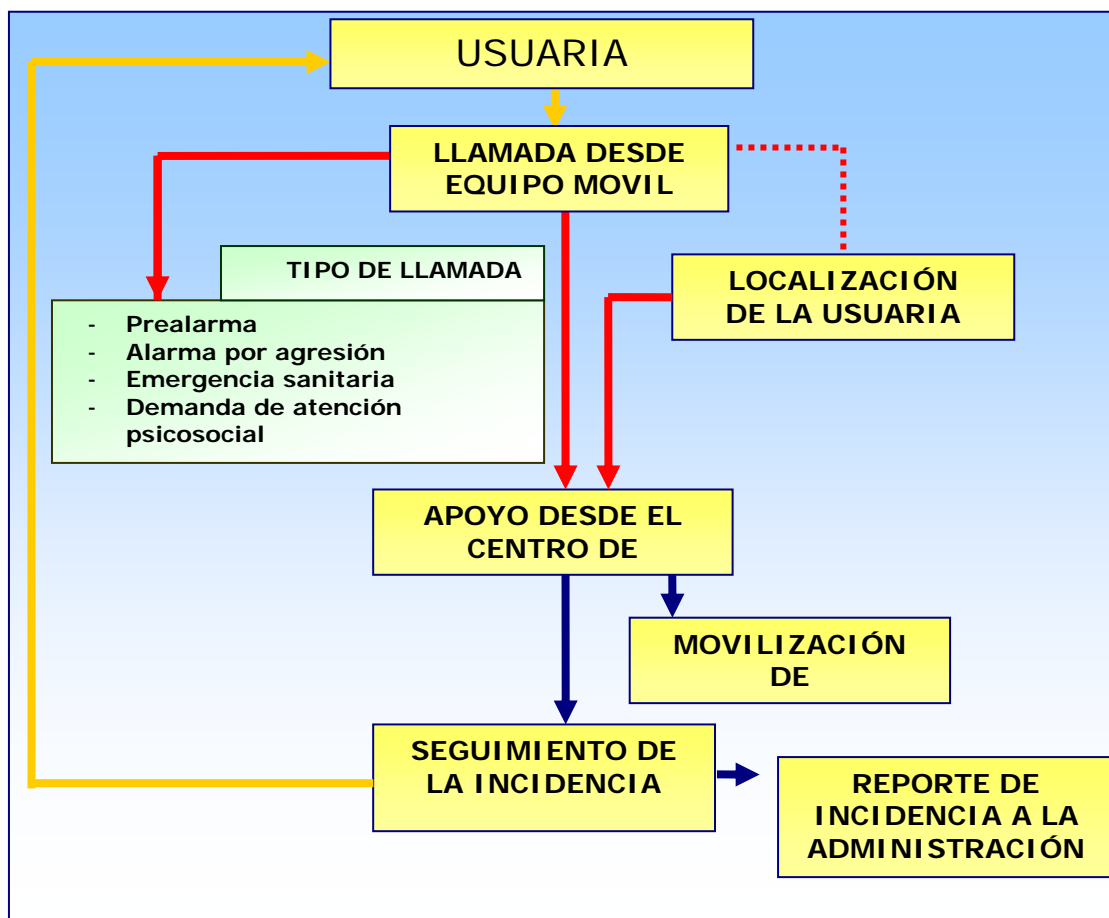 USUARIA
LLAMADA DESDE
EQUIPO MOVIL
TIPO DE LLAMADA
- Prealarma
- Alarma por agresión
- Emergencia sanitaria
- Demanda de atención
psicosocial
LOCALIZACIÓN
DE LA USUARIA
APOYO DESDE EL
CENTRO DE
MOVILIZACIÓN
DE
SEGUIMIENTO DE
LA INCIDENCIA
REPORTE DE
INCIDENCIA A LA
ADMINISTRACIÓN